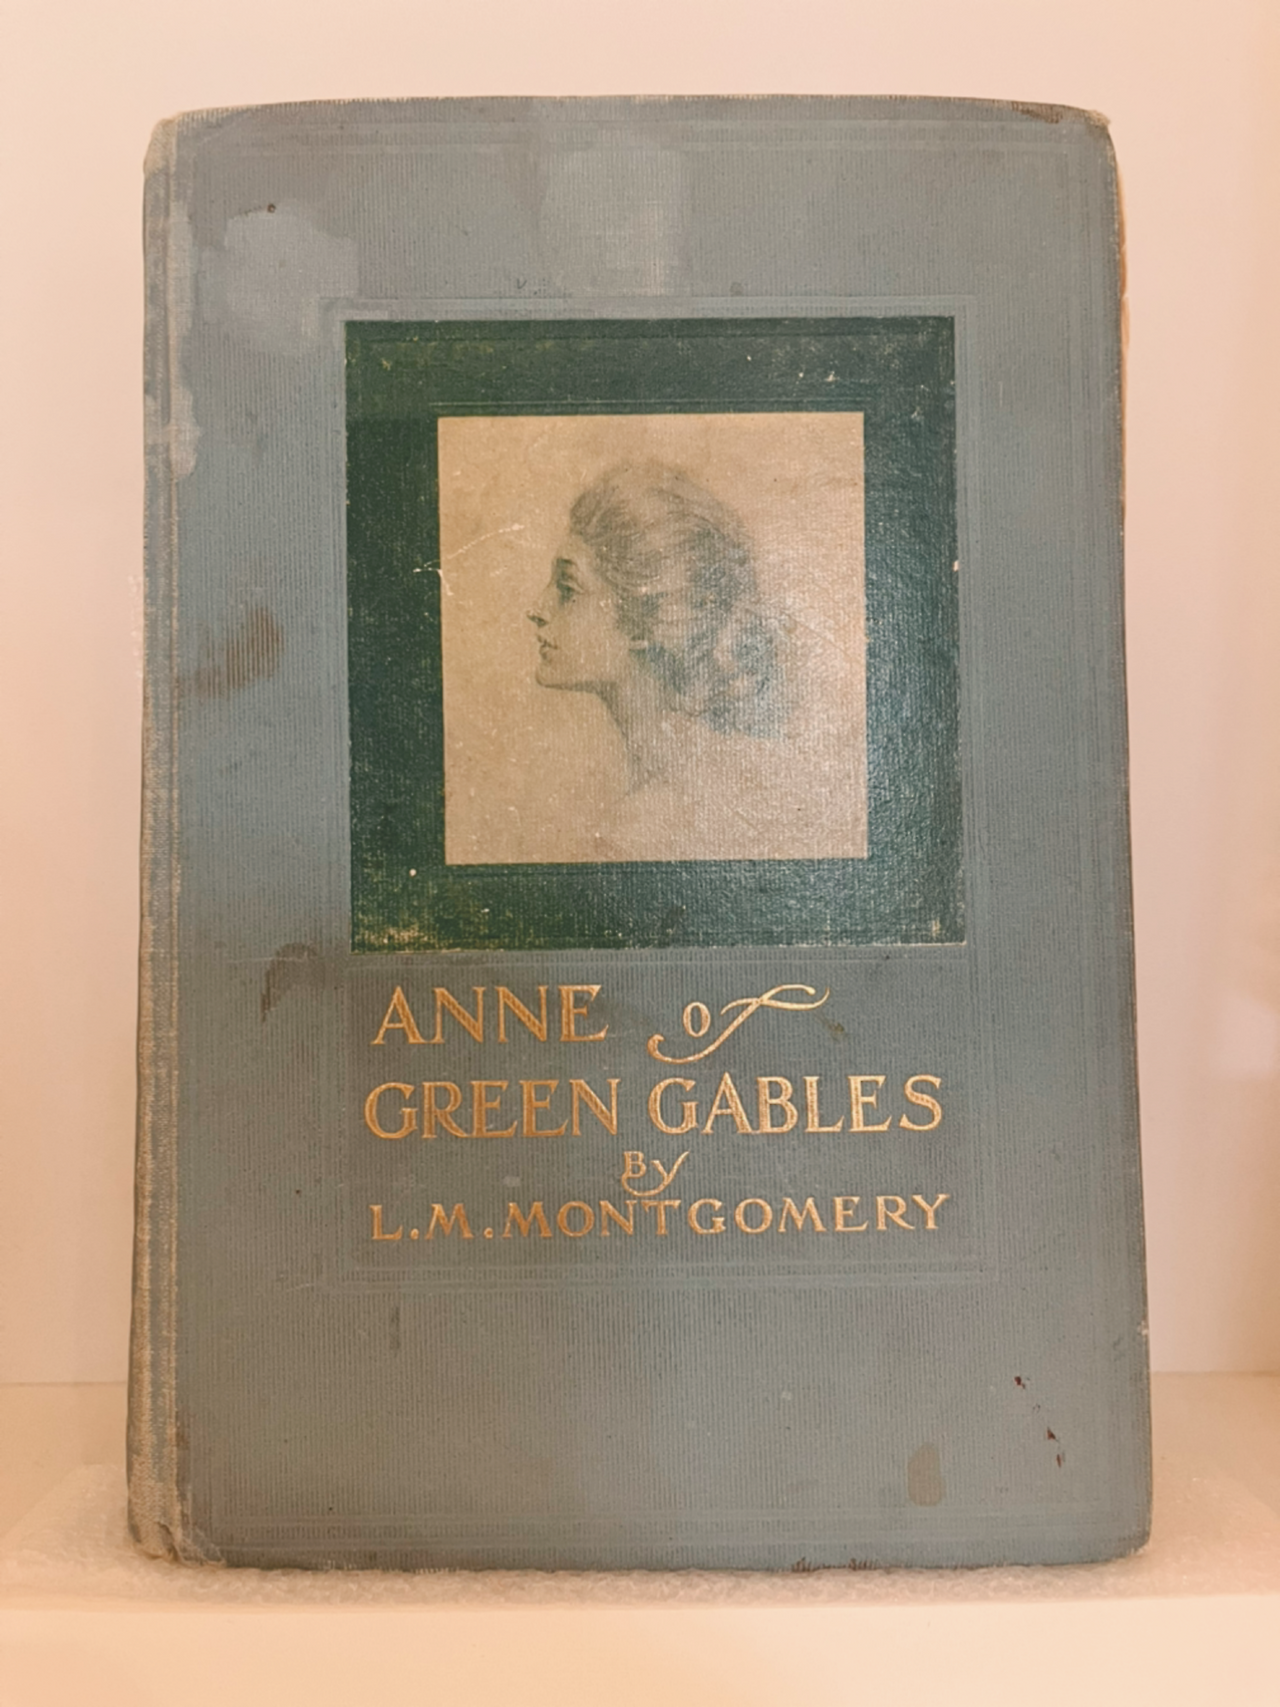 ANNE of
GREEN GABLES
BY
L.M.MONTGOMERY